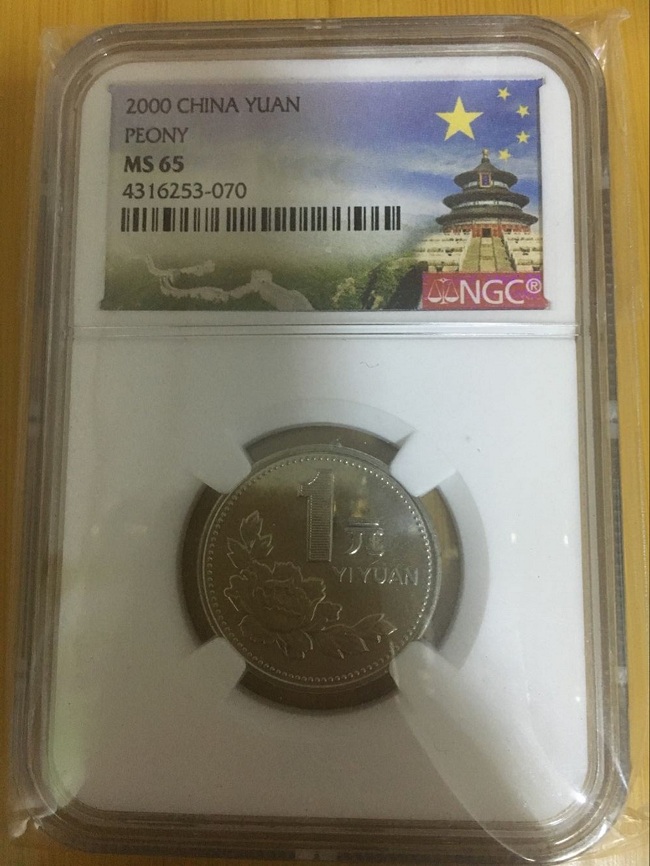 2000 CHINA YUAN
PEONY
MS 65
4316253-070
NGC®
1元
YI YUAN